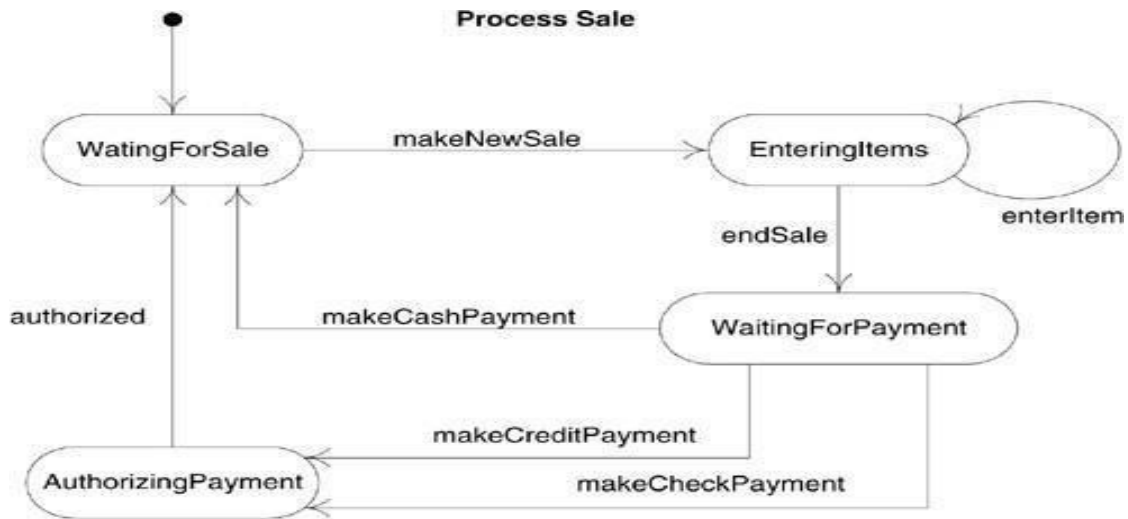 Process Sale
WatingForSale
makeNewSale
EnteringItems
enterItem
endSale
authorized
makeCashPayment
WaitingForPayment
makeCreditPayment
AuthorizingPayment
makeCheckPayment